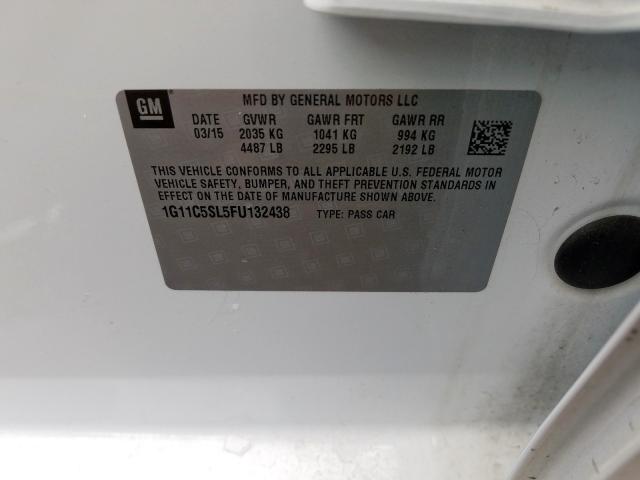 GM
MFD BY GENERAL MOTORS LLC
DATE GVWR GAWR FRT GAWR RR
03/15 2035 KG 1041 KG 994 KG
4487 LB 2295 LB 2192 LB
THIS VEHICLE CONFORMS TO ALL APPLICABLE U.S. FEDERAL MOTOR
VEHICLE SAFETY, BUMPER, AND THEFT PREVENTION STANDARDS IN
EFFECT ON THE DATE OF MANUFACTURE SHOWN ABOVE.
1G11C5SL5FU132438 TYPE: PASS CAR